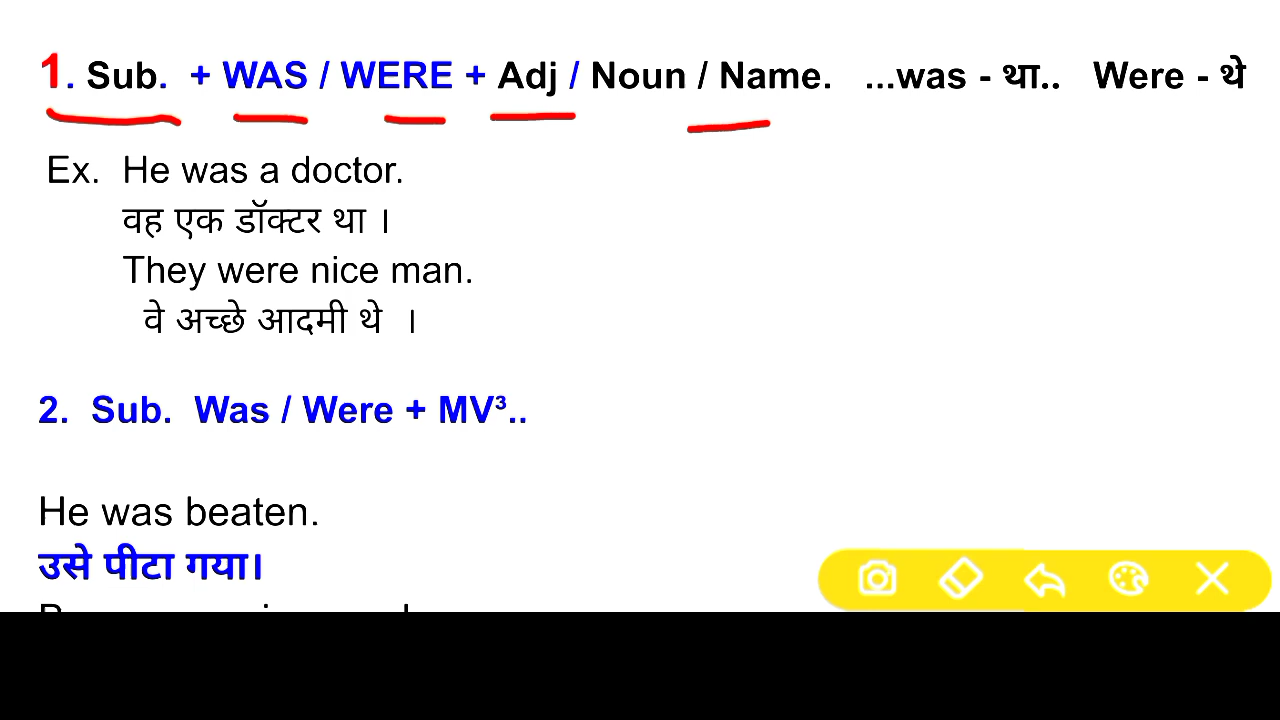 1. Sub. + WAS / WERE + Adj / Noun / Name. ...was - था.. Were - थे
Ex. He was a doctor.
वह एक डॉक्टर था ।
They were nice man.
वे अच्छे आदमी थे ।
2. Sub. Was / Were + MV³..
He was beaten.
उसे पीटा गया।